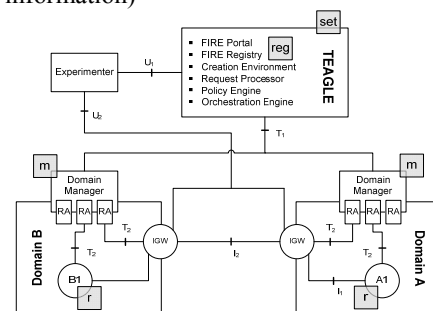 information)
set
▪ FIRE Portal
▪ FIRE Registry
reg
▪ Creation Environment
▪ Request Processor
▪ Policy Engine
▪ Orchestration Engine
TEAGLE
Experimenter
U1
U2
T1
m
Domain
Manager
RA RA RA
m
Domain
Manager
RA RA RA
T2
IGW
I2
IGW
T2
Domain B
T2
B1
r
Domain A
T2
I1
A1
r